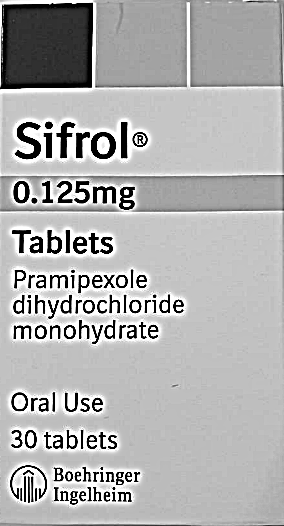 Sifrol®
0.125mg
Tablets
Pramipexole
dihydrochloride
monohydrate
Oral Use
30 tablets
Boehringer
Ingelheim